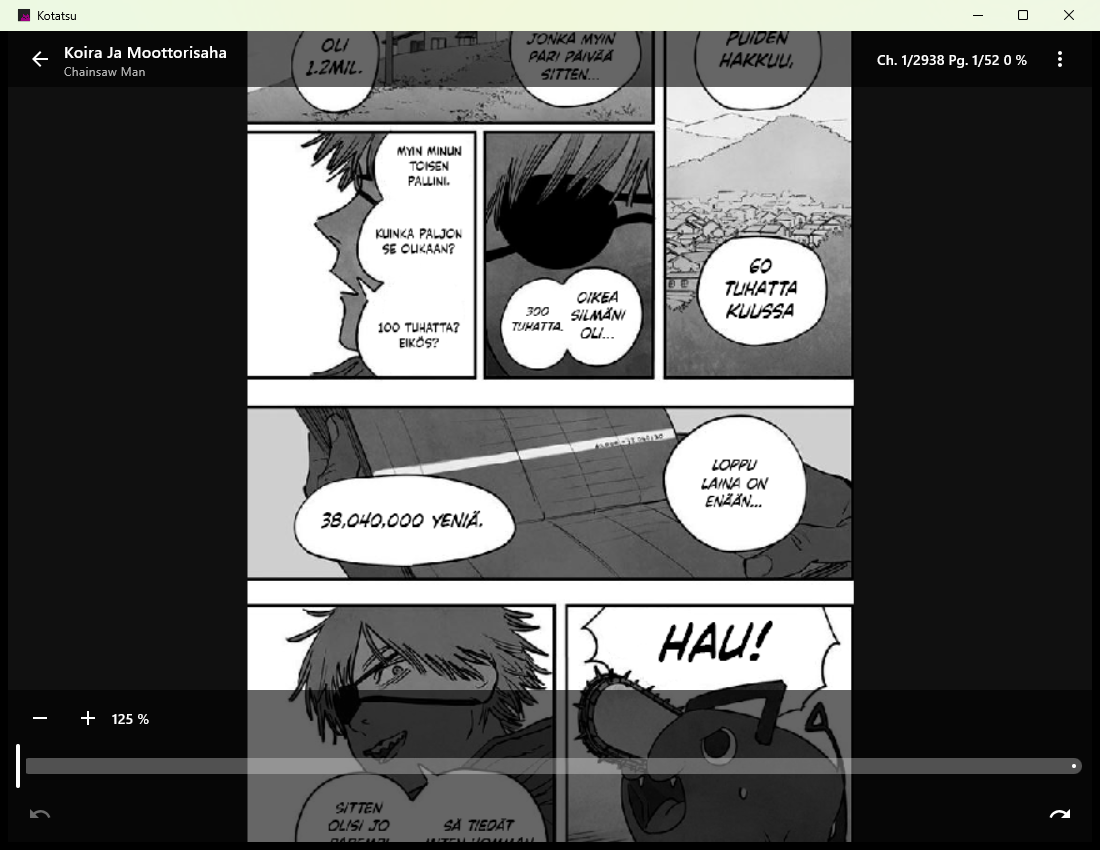 Kotatsu
Koira Ja Moottorisaha
Chainsaw Man
Ch. 1/2938 Pg. 1/52 0 %
PUIDEN
HAKKUU,
60
TUHATTA
KUUSSA
JONKA MYIN
PARI PÄIVÄÄ
SITTEN...
OLI
1.2MIL.
OIKEA
SILMÄNI
OLI...
300
TUHATTA.
MYIN MINUN
TOISEN
PALLINI.
KUINKA PALJON
SE OLIKAAN?
100 TUHATTA?
EIKÖS?
LOPPU
LAINA ON
ENÄÄN...
38,040,000 YENIÄ.
HAU!
SÄ TIEDÄT
SITTEN
OLISI JO
125 %